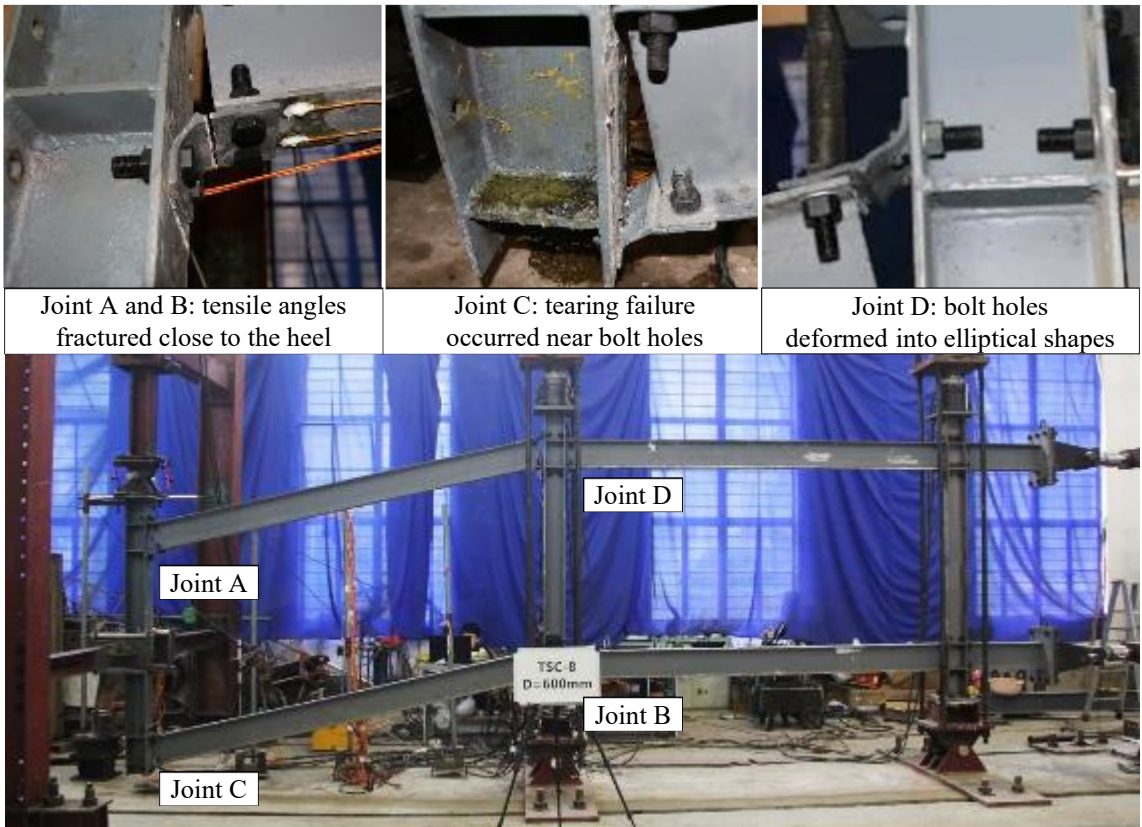 Joint A and B: tensile angles
fractured close to the heel
Joint C: tearing failure
occurred near bolt holes
Joint D: bolt holes
deformed into elliptical shapes
Joint D
Joint A
TSC-8
D=600mm
Joint B
Joint C